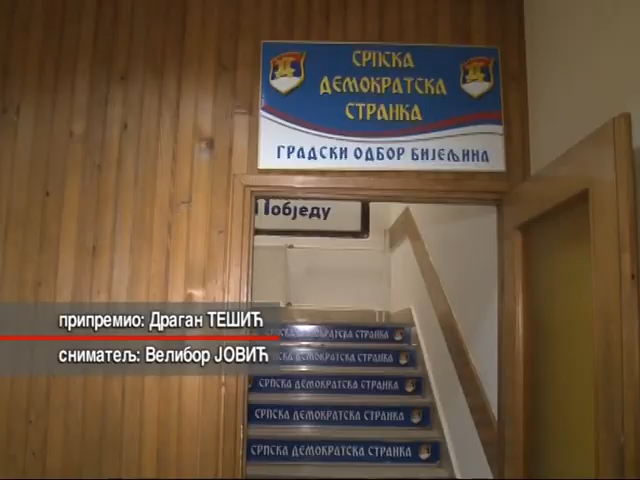 СРПСКА
ДЕМОКРАТСКА
СТРАНКА
ГРАДСКИ ОДБОР БИЈЕЉИНА
Побједу
припремио: Драган ТЕШИЋ
сниматељ: Велибор ЈОВИЋ
СРПСКА ДЕМОКРАТСКА СТРАНКА
СРПСКА ДЕМОКРАТСКА СТРАНКА
СРПСКА ДЕМОКРАТСКА СТРАНКА
СРПСКА ДЕМОКРАТСКА СТРАНКА
СРПСКА ДЕМОКРАТСКА СТРАНКА